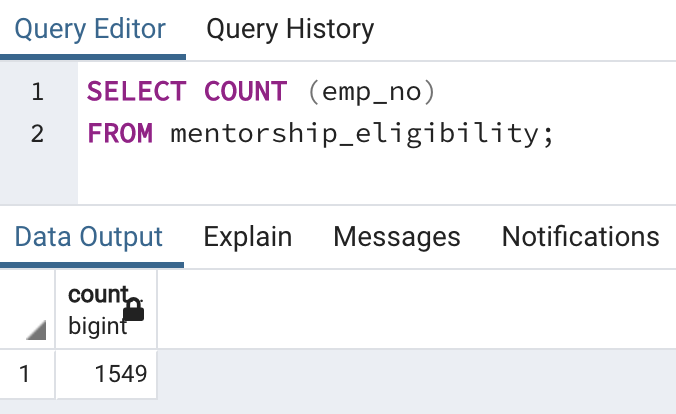 Query Editor Query History
1 SELECT COUNT (emp_no)
2 FROM mentorship_eligibility;
Data Output Explain Messages Notifications
count
bigint
1 1549